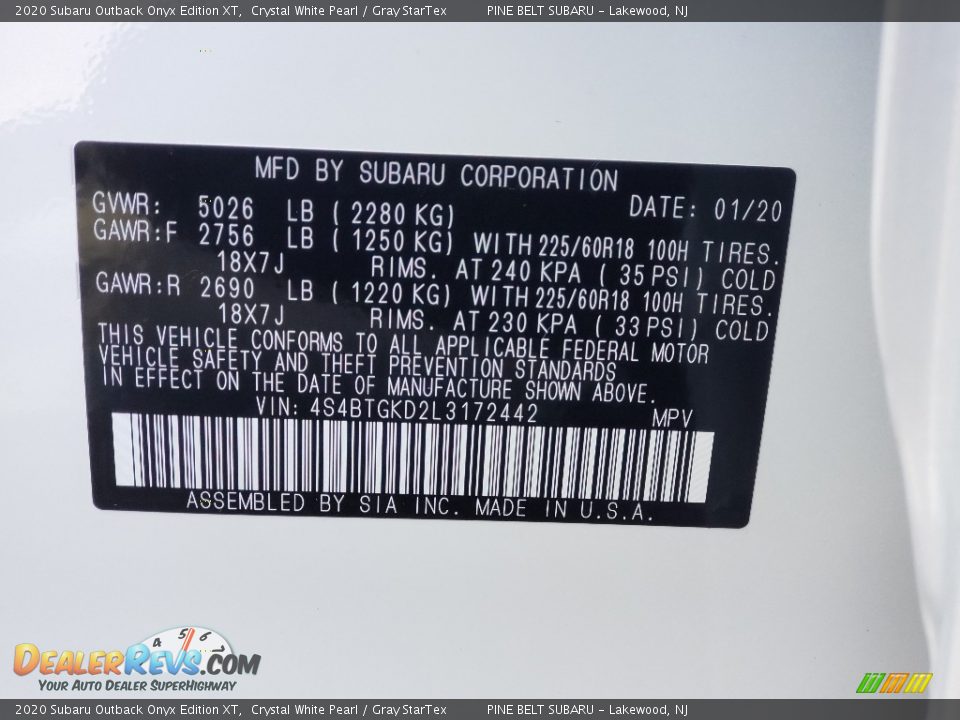 2020 Subaru Outback Onyx Edition XT, Crystal White Pearl / Gray StarTex PINE BELT SUBARU - Lakewood, NJ
MFD BY SUBARU CORPORATION
GVWR: 5026 LB ( 2280 KG) DATE: 01/20
GAWR:F 2756 LB ( 1250 KG) WITH 225/60R18 100H TIRES.
18X7J RIMS. AT 240 KPA ( 35 PSI) COLD
GAWR:R 2690 LB ( 1220 KG) WITH 225/60R18 100H TIRES.
18X7J RIMS. AT 230 KPA ( 33 PSI) COLD
THIS VEHICLE CONFORMS TO ALL APPLICABLE FEDERAL MOTOR
VEHICLE SAFETY AND THEFT PREVENTION STANDARDS
IN EFFECT ON THE DATE OF MANUFACTURE SHOWN ABOVE.
VIN: 4S4BTGKD2L3172442 MPV
ASSEMBLED BY SIA INC. MADE IN U.S.A.
4 5 6 7
DealerRevs.com
Your Auto Dealer SuperHighway
2020 Subaru Outback Onyx Edition XT, Crystal White Pearl / Gray StarTex PINE BELT SUBARU - Lakewood, NJ